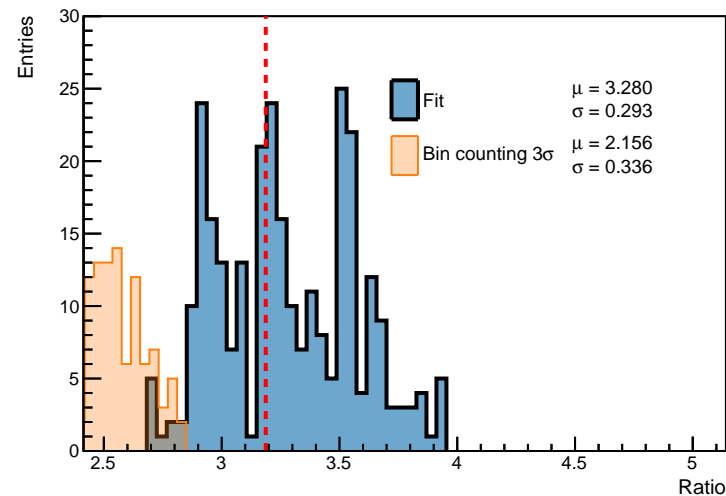 Entries
30
25
20
15
10
5
0
Fit
μ = 3.280
σ = 0.293
Bin counting 3σ
μ = 2.156
σ = 0.336
2.5 3 3.5 4 4.5 5
Ratio